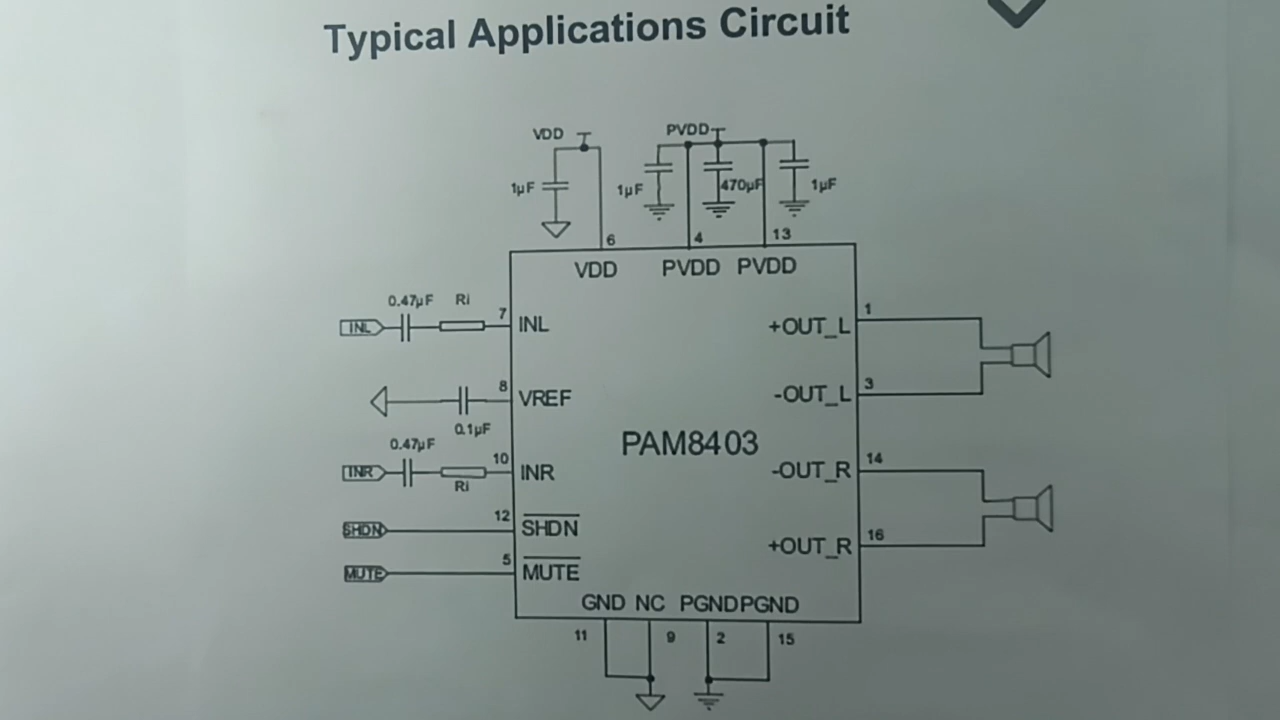 Typical Applications Circuit
VDD PVDD
1µF 1µF 470µF 1µF
6 4 13
VDD PVDD PVDD
0.47µF Ri
INL 7 INL +OUT_L 1
8 VREF -OUT_L 3
0.1µF
0.47µF PAM8403
INR 10 INR -OUT_R 14
Ri
SHDN 12 SHDN
+OUT_R 16
MUTE 5 MUTE
GND NC PGND PGND
11 9 2 15